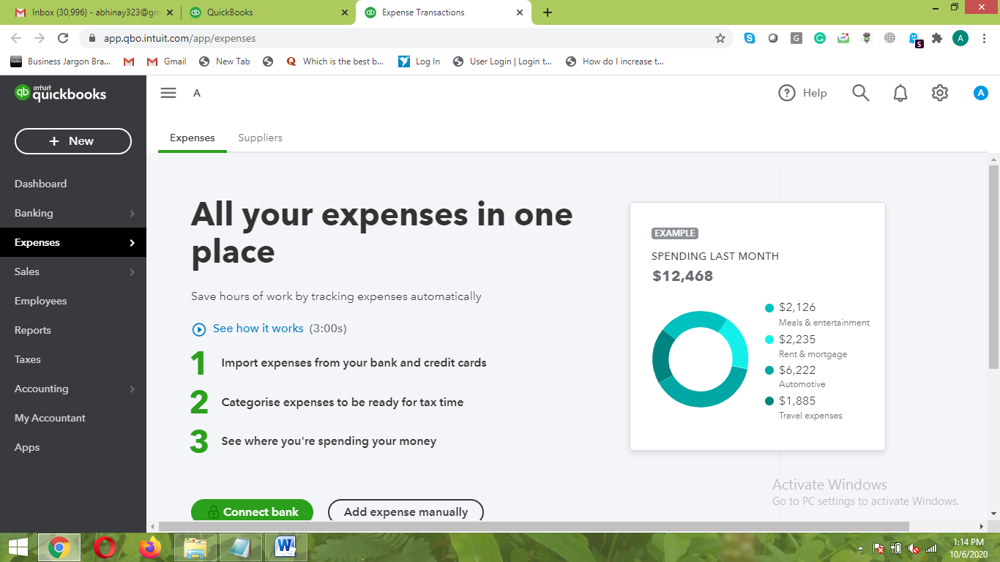 Inbox (30,996) - abhinay323@gm
QuickBooks
Expense Transactions
app.qbo.intuit.com/app/expenses
G
A
5
Business Jargon Bra...
Gmail
New Tab
Which is the best b...
Log In
User Login | Login t...
How do I increase t...
qb
intuit
quickbooks
A
Help
A
+ New
Expenses
Suppliers
Dashboard
Banking
Expenses
Sales
Employees
Reports
Taxes
Accounting
My Accountant
Apps
All your expenses in one
place
Save hours of work by tracking expenses automatically
See how it works (3:00s)
1 Import expenses from your bank and credit cards
2 Categorise expenses to be ready for tax time
3 See where you're spending your money
Connect bank
Add expense manually
EXAMPLE
SPENDING LAST MONTH
$12,468
$2,126
Meals & entertainment
$2,235
Rent & mortgage
$6,222
Automotive
$1,885
Travel expenses
Activate Windows
Go to PC settings to activate Windows.
1:14 PM
10/6/2020